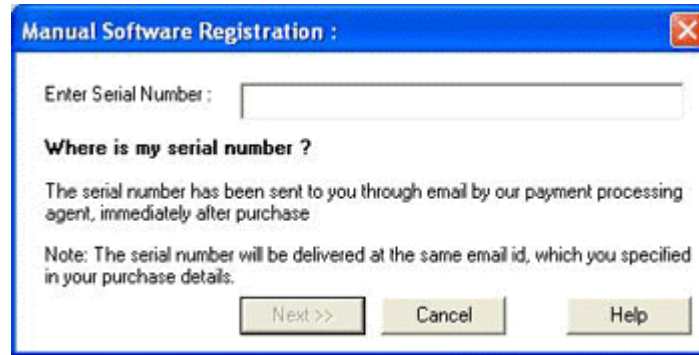 Manual Software Registration :
Enter Serial Number :
Where is my serial number ?
The serial number has been sent to you through email by our payment processing
agent, immediately after purchase
Note: The serial number will be delivered at the same email id, which you specified
in your purchase details.
Next >> Cancel Help